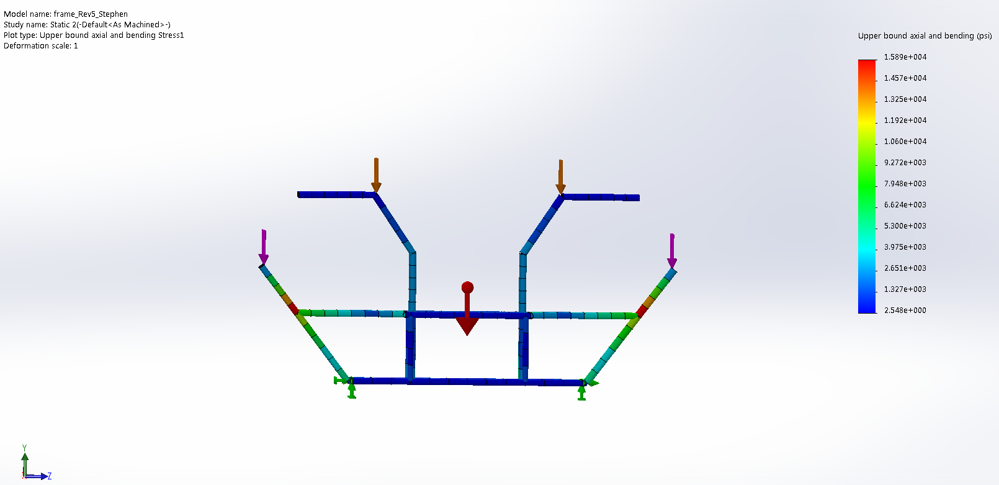 Model name: frame_Rev5_Stephen
Study name: Static 2(-Default<As Machined>-)
Plot type: Upper bound axial and bending Stress1
Deformation scale: 1
Upper bound axial and bending (psi)
1.589e+004
1.457e+004
1.325e+004
1.192e+004
1.060e+004
9.272e+003
7.948e+003
6.624e+003
5.300e+003
3.975e+003
2.651e+003
1.327e+003
2.548e+000
Y
Z